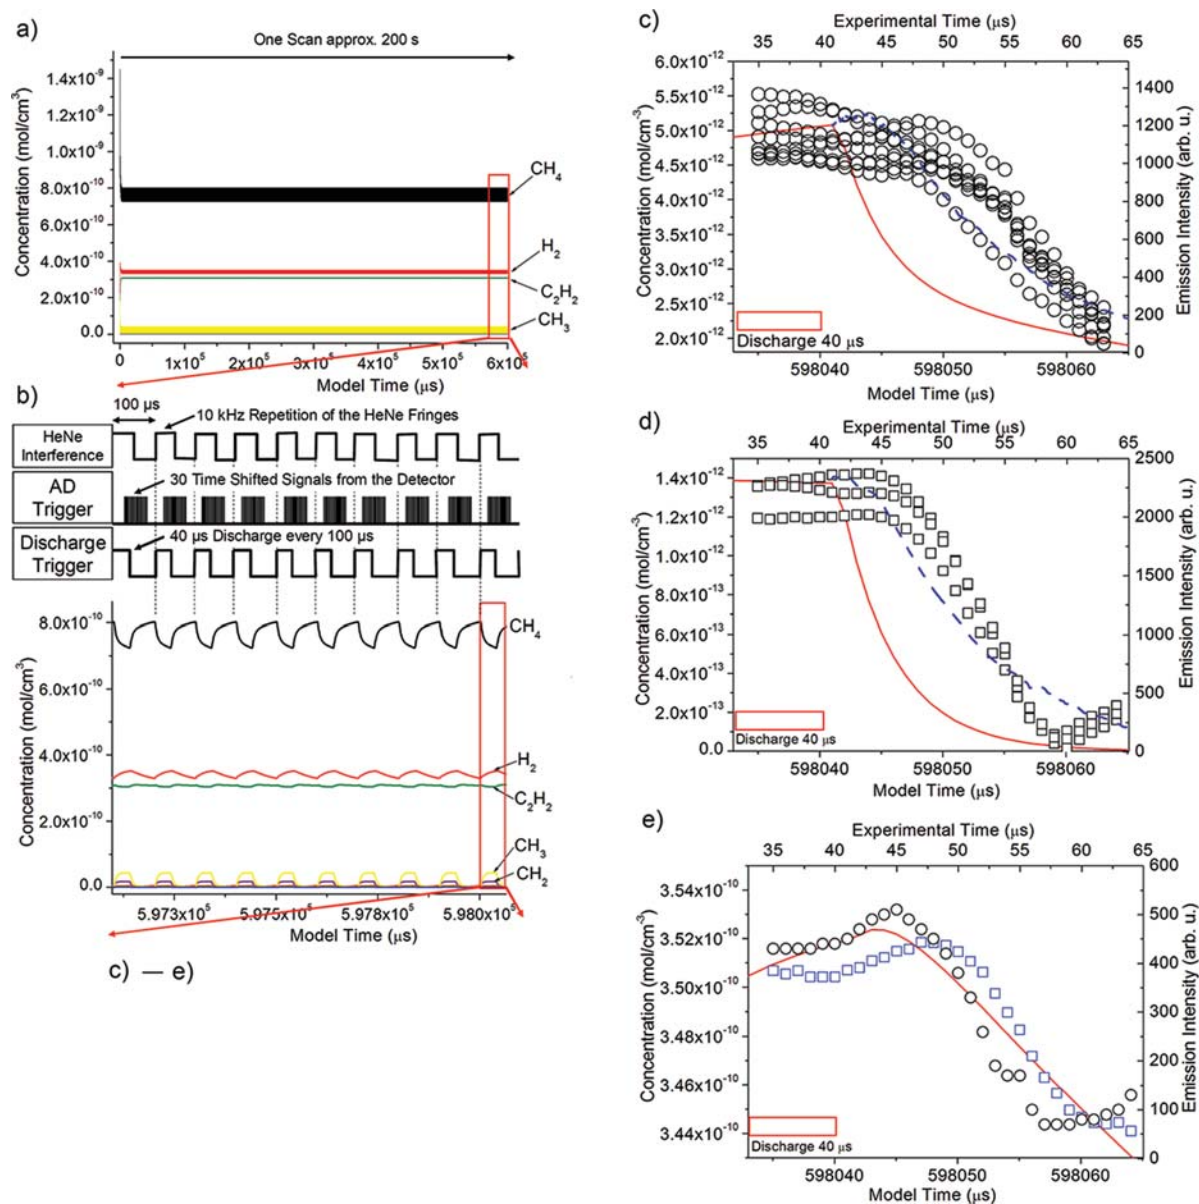 a)
One Scan approx. 200 s
1.4x10⁻⁹
1.2x10⁻⁹
1.0x10⁻⁹
8.0x10⁻¹⁰
6.0x10⁻¹⁰
4.0x10⁻¹⁰
2.0x10⁻¹⁰
0.0
Concentration (mol/cm³)
CH₄
H₂
C₂H₂
CH₃
0 1x10⁵ 2x10⁵ 3x10⁵ 4x10⁵ 5x10⁵ 6x10⁵
Model Time (µs)
b)
100 µs
10 kHz Repetition of the HeNe Fringes
HeNe
Interference
30 Time Shifted Signals from the Detector
AD
Trigger
40 µs Discharge every 100 µs
Discharge
Trigger
8.0x10⁻¹⁰
6.0x10⁻¹⁰
4.0x10⁻¹⁰
2.0x10⁻¹⁰
0.0
Concentration (mol/cm³)
CH₄
H₂
C₂H₂
CH₃
CH₂
5.973x10⁵ 5.975x10⁵ 5.978x10⁵ 5.980x10⁵
Model Time (µs)
c) — e)
c)
Experimental Time (µs)
35 40 45 50 55 60 65
6.0x10⁻¹²
5.5x10⁻¹²
5.0x10⁻¹²
4.5x10⁻¹²
4.0x10⁻¹²
3.5x10⁻¹²
3.0x10⁻¹²
2.5x10⁻¹²
2.0x10⁻¹²
Concentration (mol/cm⁻³)
1400
1200
1000
800
600
400
200
0
Emission Intensity (arb. u.)
Discharge 40 µs
598040 598050 598060
Model Time (µs)
d)
Experimental Time (µs)
35 40 45 50 55 60 65
1.4x10⁻¹²
1.2x10⁻¹²
1.0x10⁻¹²
8.0x10⁻¹³
6.0x10⁻¹³
4.0x10⁻¹³
2.0x10⁻¹³
0.0
Concentration (mol/cm⁻³)
2500
2000
1500
1000
500
0
Emission Intensity (arb. u.)
Discharge 40 µs
598040 598050 598060
Model Time (µs)
e)
Experimental Time (µs)
35 40 45 50 55 60 65
3.54x10⁻¹⁰
3.52x10⁻¹⁰
3.50x10⁻¹⁰
3.48x10⁻¹⁰
3.46x10⁻¹⁰
3.44x10⁻¹⁰
Concentration (mol/cm⁻³)
600
500
400
300
200
100
0
Emission Intensity (arb. u.)
Discharge 40 µs
598040 598050 598060
Model Time (µs)